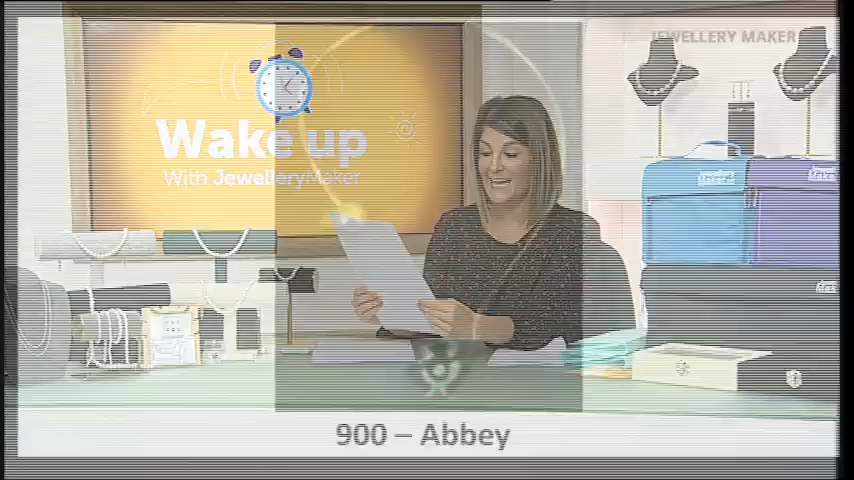 JEWELLERY MAKER
Wake up
With JewelleryMaker
900 – Abbey